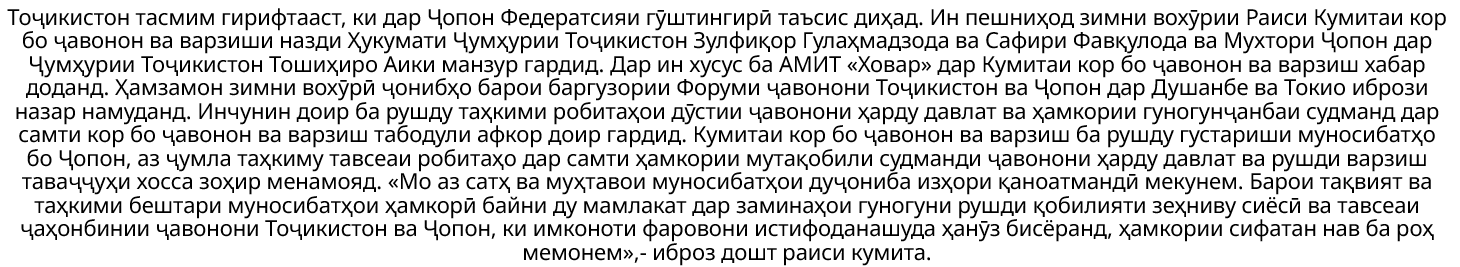 Тоҷикистон тасмим гирифтааст, ки дар Ҷопон Федератсияи гӯштингирӣ таъсис диҳад. Ин пешниҳод зимни вохӯрии Раиси Кумитаи кор
бо ҷавонон ва варзиши назди Ҳукумати Ҷумҳурии Тоҷикистон Зулфиқор Гулаҳмадзода ва Сафири Фавқулода ва Мухтори Ҷопон дар
Ҷумҳурии Тоҷикистон Тошиҳиро Аики манзур гардид. Дар ин хусус ба АМИТ «Ховар» дар Кумитаи кор бо ҷавонон ва варзиш хабар
доданд. Ҳамзамон зимни вохӯрӣ ҷонибҳо барои баргузории Форуми ҷавонони Тоҷикистон ва Ҷопон дар Душанбе ва Токио ибрози
назар намуданд. Инчунин доир ба рушду таҳкими робитаҳои дӯстии ҷавонони ҳарду давлат ва ҳамкории гуногунҷанбаи судманд дар
самти кор бо ҷавонон ва варзиш табодули афкор доир гардид. Кумитаи кор бо ҷавонон ва варзиш ба рушду густариши муносибатҳо
бо Ҷопон, аз ҷумла таҳкиму тавсеаи робитаҳо дар самти ҳамкории мутақобили судманди ҷавонони ҳарду давлат ва рушди варзиш
таваҷҷуҳи хосса зоҳир менамояд. «Мо аз сатҳ ва муҳтавои муносибатҳои дуҷониба изҳори қаноатмандӣ мекунем. Барои тақвият ва
таҳкими бештари муносибатҳои ҳамкорӣ байни ду мамлакат дар заминаҳои гуногуни рушди қобилияти зеҳниву сиёсӣ ва тавсеаи
ҷаҳонбинии ҷавонони Тоҷикистон ва Ҷопон, ки имконоти фаровони истифоданашуда ҳанӯз бисёранд, ҳамкории сифатан нав ба роҳ
мемонем»,- иброз дошт раиси кумита.